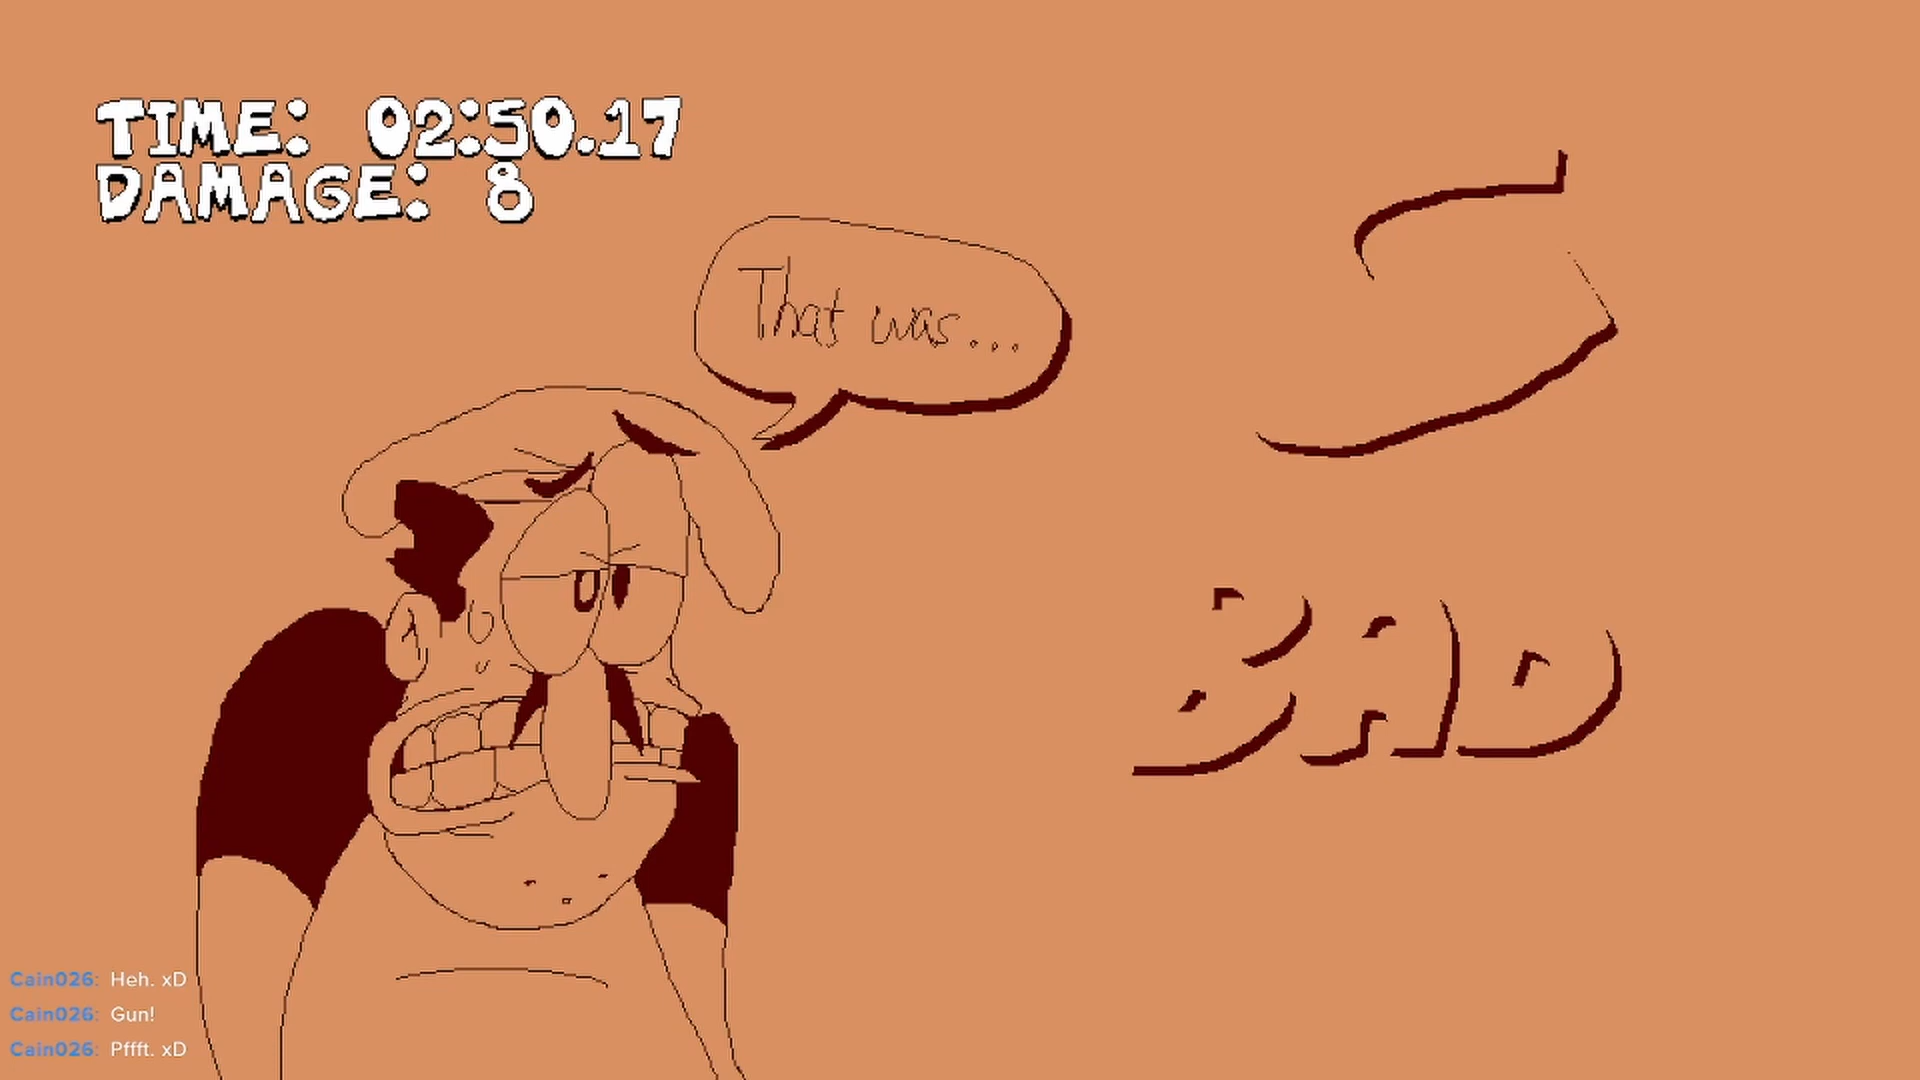 TIME: 02:50.17
DAMAGE: 8
That was...
S
BAD
Cain026: Heh. xD
Cain026: Gun!
Cain026: Pffft. xD